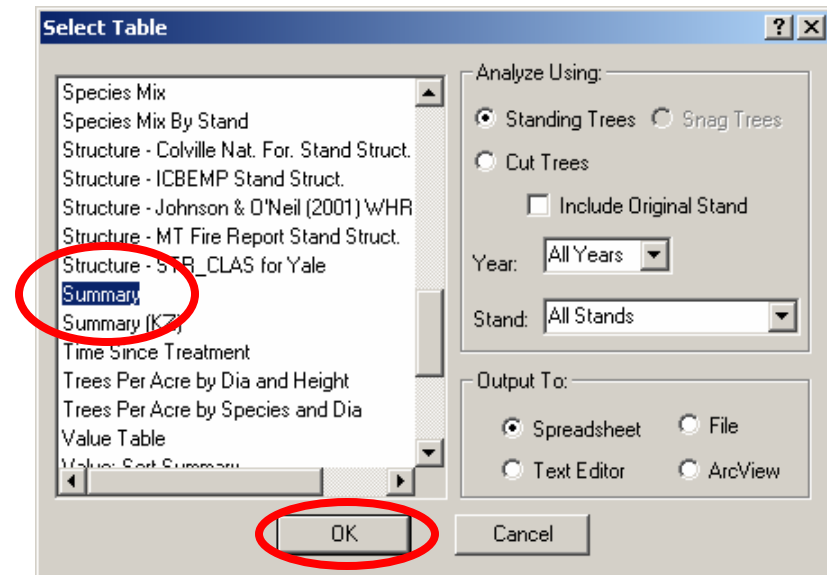 Select Table
Species Mix
Species Mix By Stand
Structure - Colville Nat. For. Stand Struct.
Structure - ICBEMP Stand Struct.
Structure - Johnson & O'Neil (2001) WHR
Structure - MT Fire Report Stand Struct.
Structure - STR_CLAS for Yale
Summary
Summary (KZ)
Time Since Treatment
Trees Per Acre by Dia and Height
Trees Per Acre by Species and Dia
Value Table
Value: Sort Summary
Analyze Using:
Standing Trees Snag Trees
Cut Trees
Include Original Stand
Year: All Years
Stand: All Stands
Output To:
Spreadsheet File
Text Editor ArcView
OK Cancel